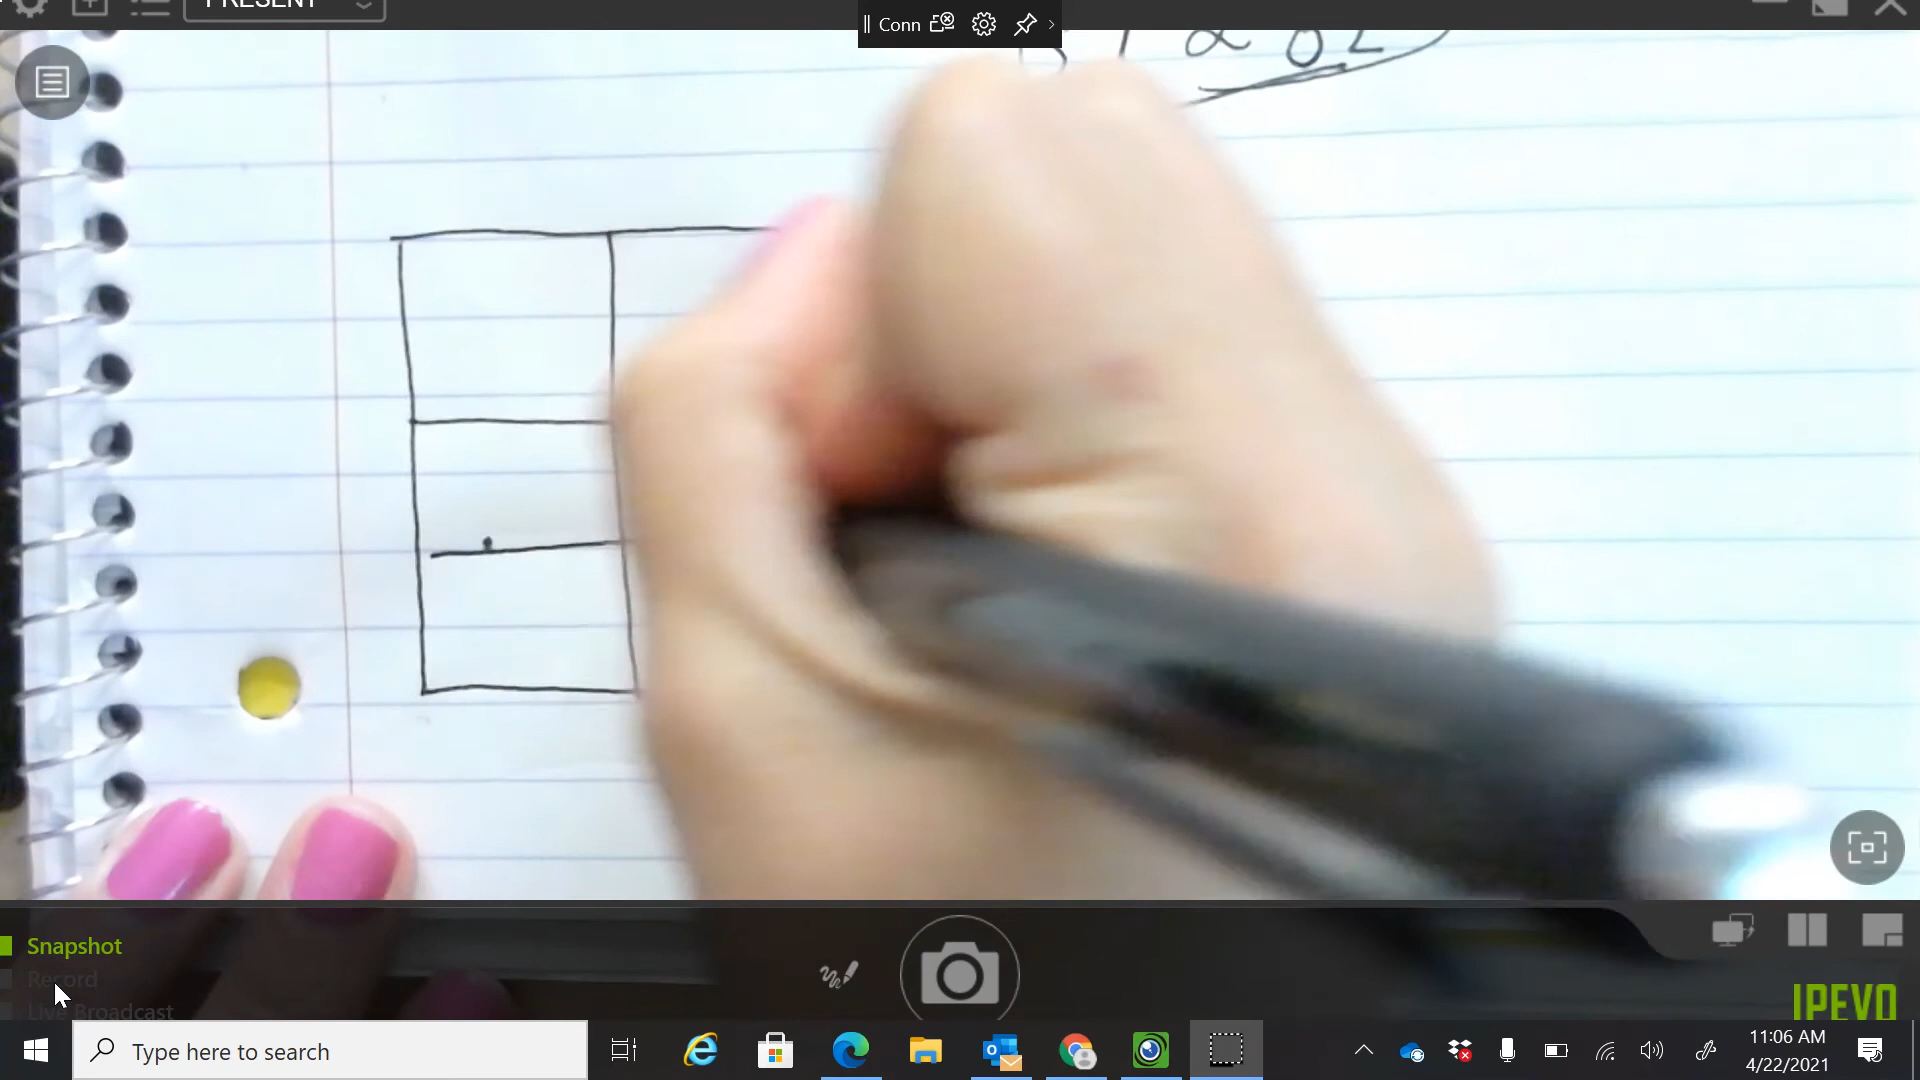 PRESENT
Conn
Snapshot
Record
Live Broadcast
IPEVO
Type here to search
11:06 AM
4/22/2021